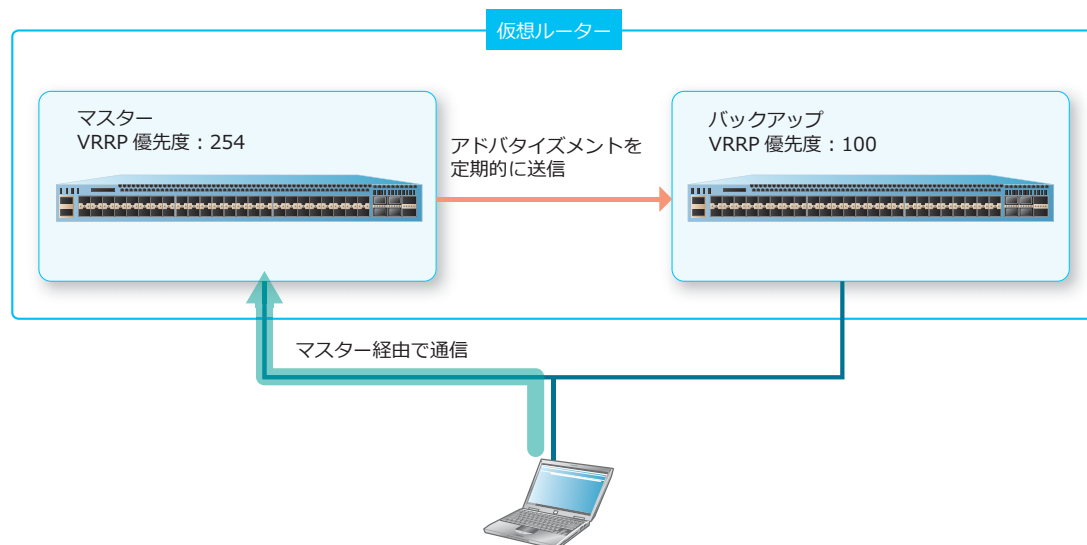 仮想ルーター
マスター
VRRP 優先度:254
アドバタイズメントを
定期的に送信
バックアップ
VRRP 優先度:100
マスター経由で通信